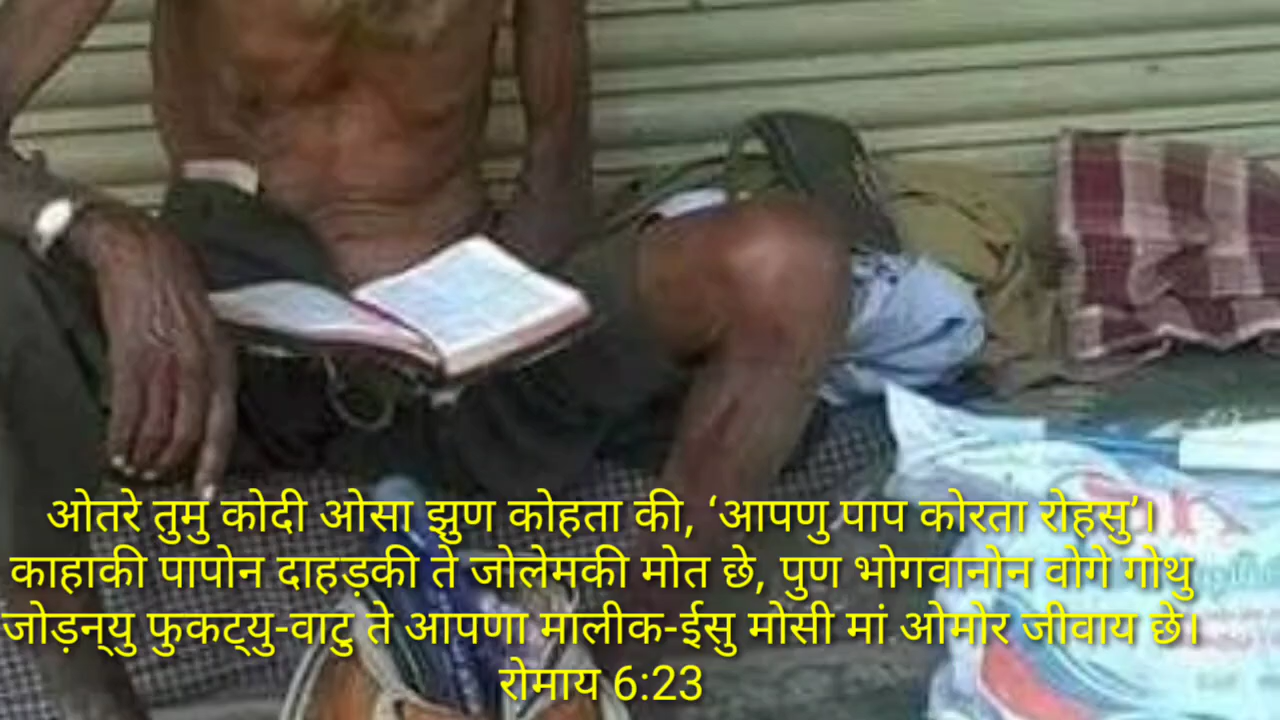 ओतरे तुमु कोदी ओसा झुण कोहता की, ‘आपणु पाप कोरता रोहसु’।
काहाकी पापोन दाहड़की ते जोलेमकी मोत छे, पुण भोगवानोन वोगे गोथु
जोड़न्‌यु फुकट्‌यु-वाटु ते आपणा मालीक-ईसु मोसी मां ओमोर जीवाय छे।
रोमाय 6:23